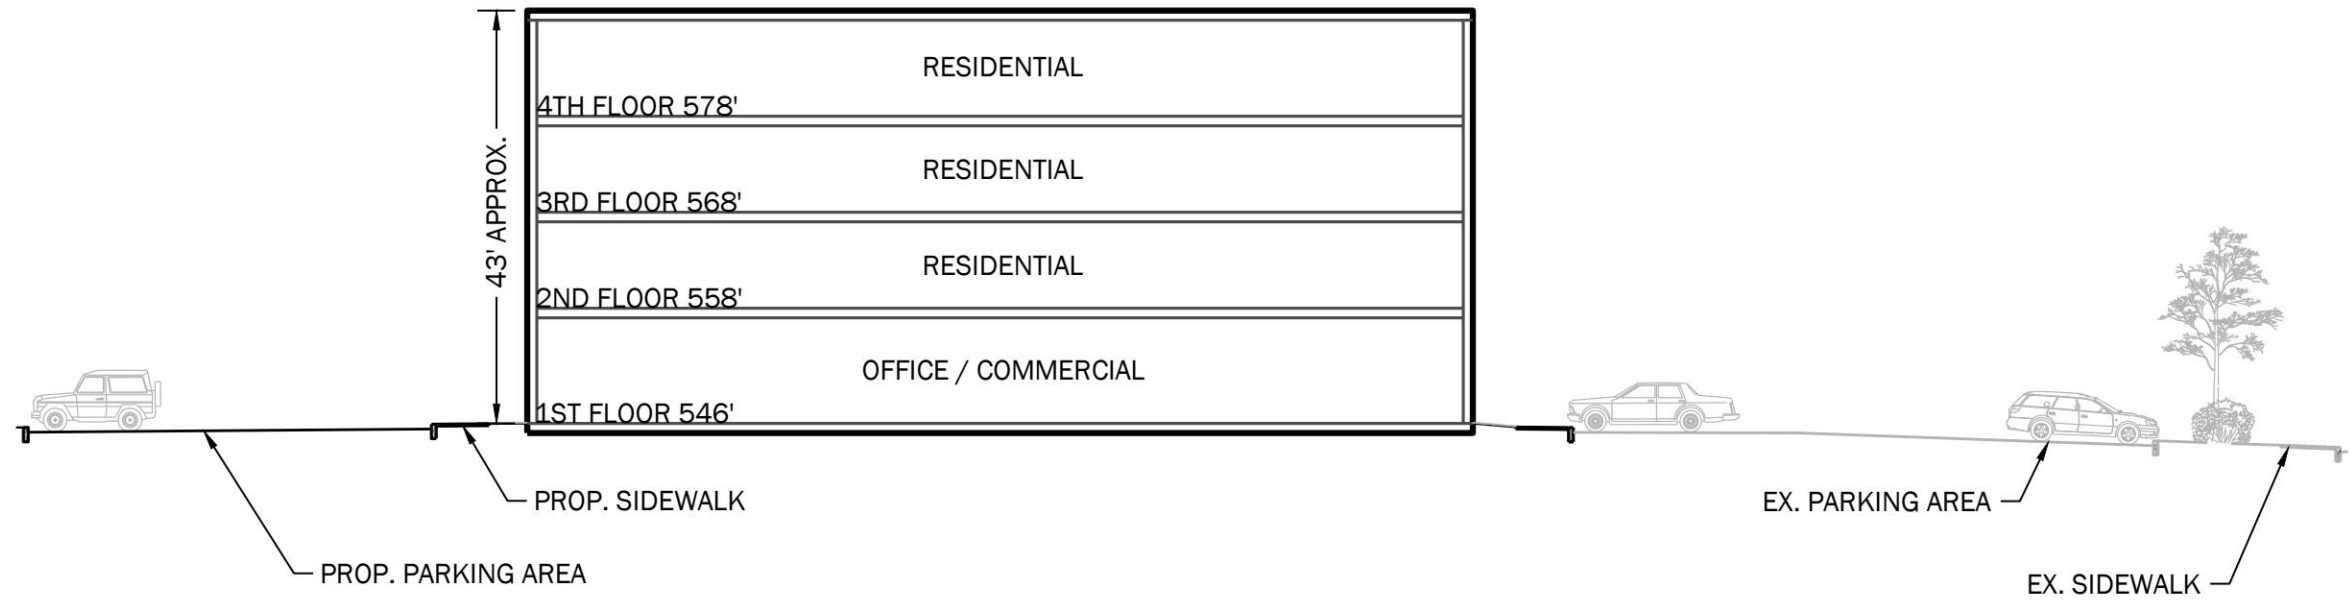 RESIDENTIAL
4TH FLOOR 578'
43' APPROX.
RESIDENTIAL
3RD FLOOR 568'
RESIDENTIAL
2ND FLOOR 558'
OFFICE / COMMERCIAL
1ST FLOOR 546'
PROP. SIDEWALK
EX. PARKING AREA
PROP. PARKING AREA
EX. SIDEWALK